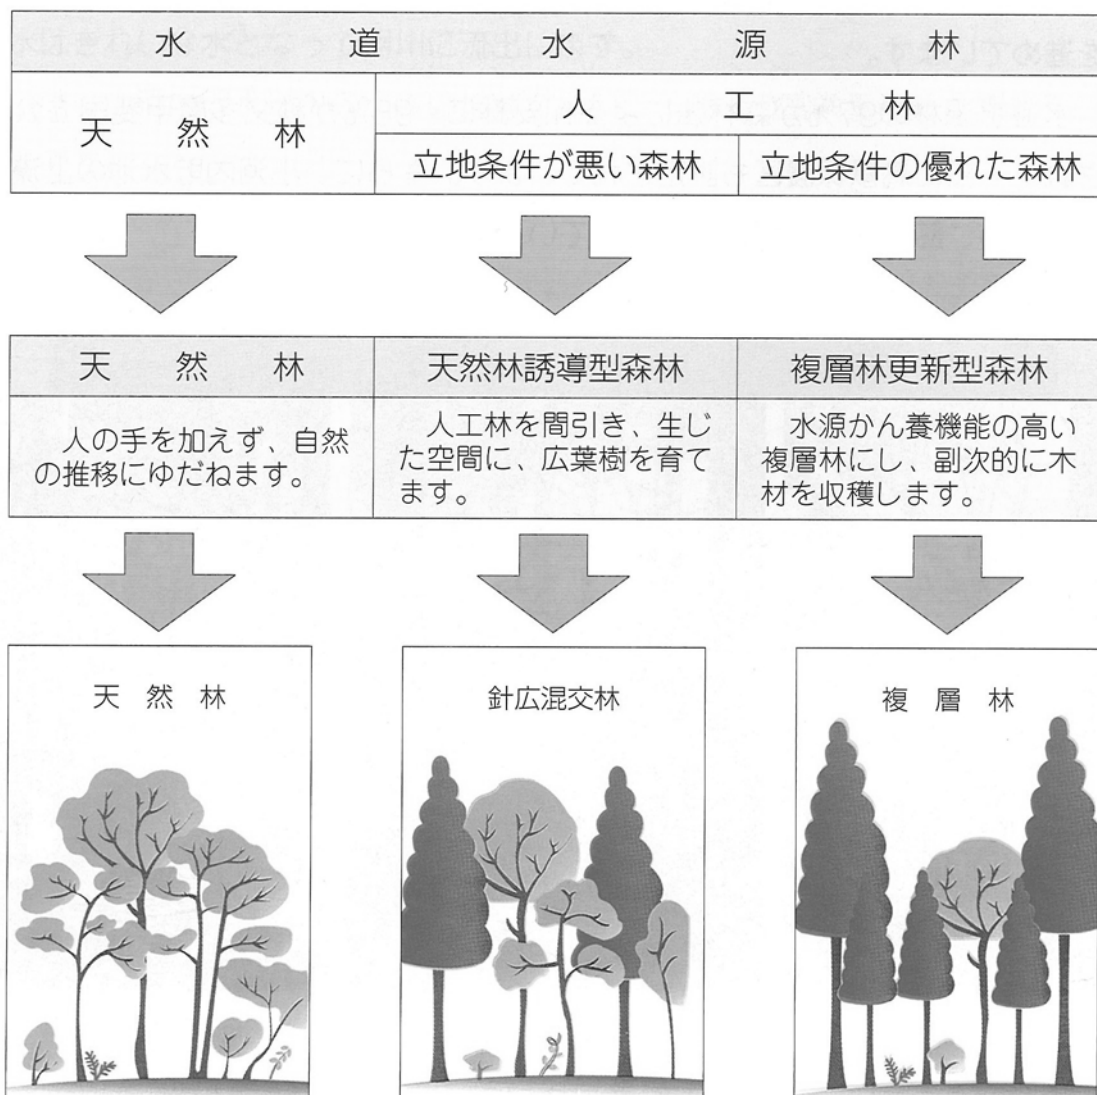 水道水源林
天然林
人工林
立地条件が悪い森林
立地条件の優れた森林
天然林
天然林誘導型森林
複層林更新型森林
人の手を加えず、自然
の推移にゆだねます。
人工林を間引き、生じ
た空間に、広葉樹を育て
ます。
水源かん養機能の高い
複層林にし、副次的に木
材を収穫します。
天然林
針広混交林
複層林